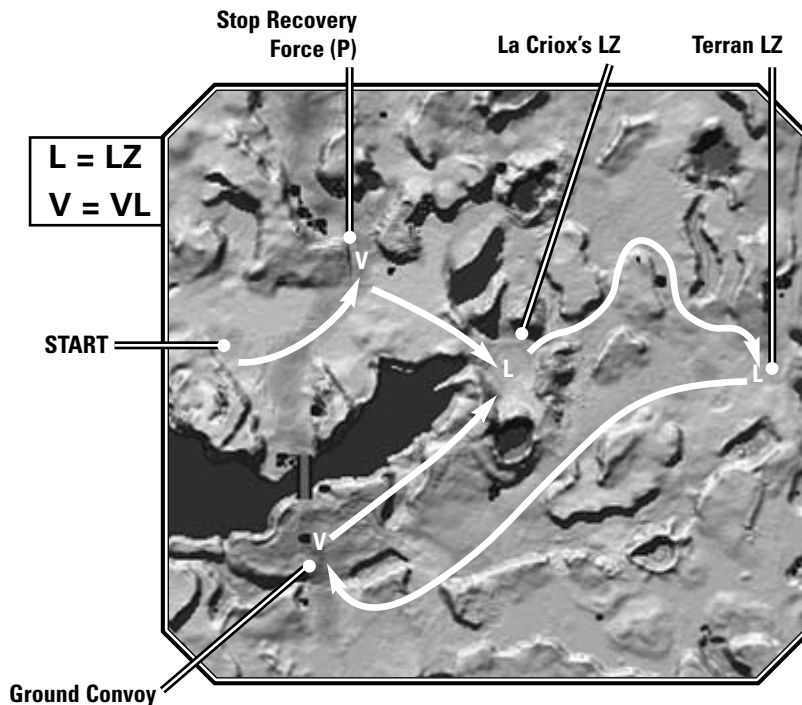 Stop Recovery
Force (P)
La Criox's LZ
Terran LZ
L = LZ
V = VL
V
START
L
L
V
Ground Convoy